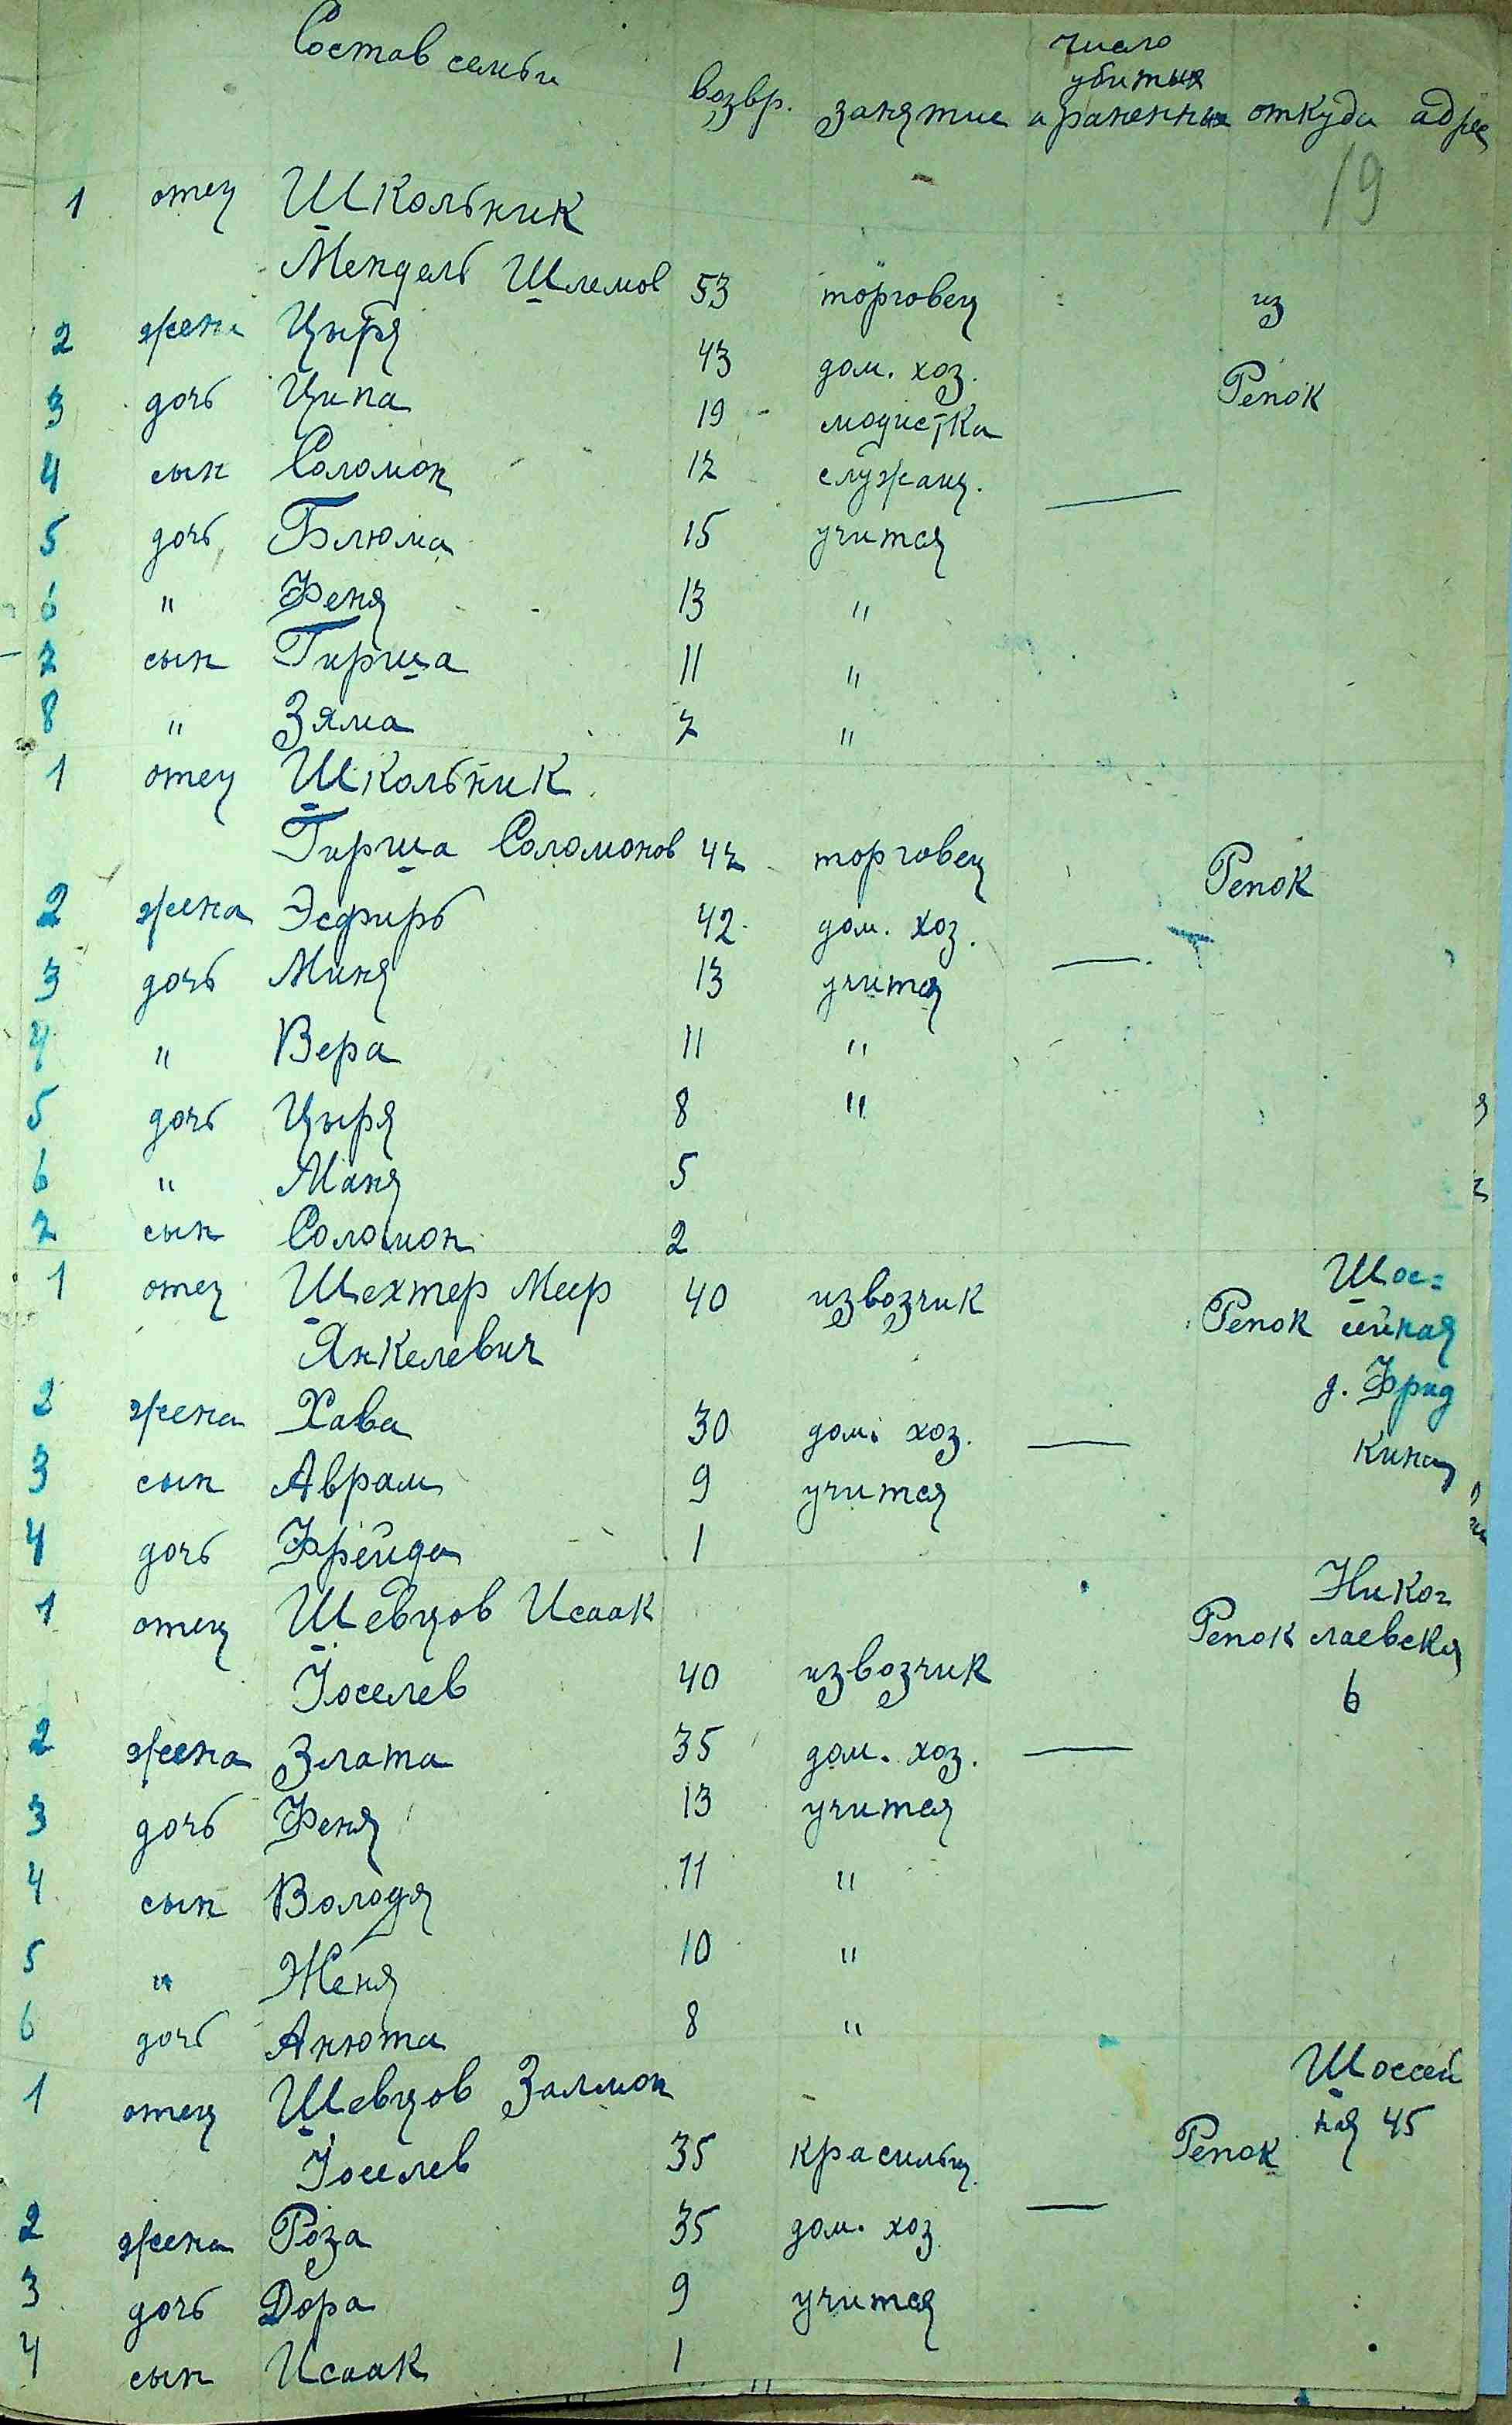 Состав семьи возвр. занятие число убитых и раненных откуда адрес
19
1 отец Школьник
Мендель Шлемов 53 торговец из
2 жена Цыря 43 дом. хоз. Репок
3 дочь Ципа 19 модистка
4 сын Соломон 17 служащ. —
5 дочь Блюма 15 учится
6 " Феня 13 "
7 сын Гирша 11 "
8 " Зяма 7 "
1 отец Школьник
Гирша Соломонов 47 торговец Репок
2 жена Эсфирь 42 дом. хоз. —
3 дочь Миня 13 учится
4 " Вера 11 "
5 дочь Цыря 8 "
6 " Маня 5
7 сын Соломон 2
1 отец Шехтер Меер 40 извозчик Репок Шос=
Янкелевич сейная
2 жена Хава 30 дом. хоз. — д. Фрид
3 сын Аврам 9 учится кина
4 дочь Фрейда 1
1 отец Шевцов Исаак Репок Нико=
Иоселев 40 извозчик лаевская
6
2 жена Злата 35 дом. хоз. —
3 дочь Феня 13 учится
4 сын Володя 11 "
5 " Женя 10 "
6 дочь Анюта 8 "
1 отец Шевцов Залмон Шоссей
Иоселев 35 красильщ. Репок ная 45
2 жена Роза 35 дом. хоз —
3 дочь Дора 9 учится
4 сын Исаак 1